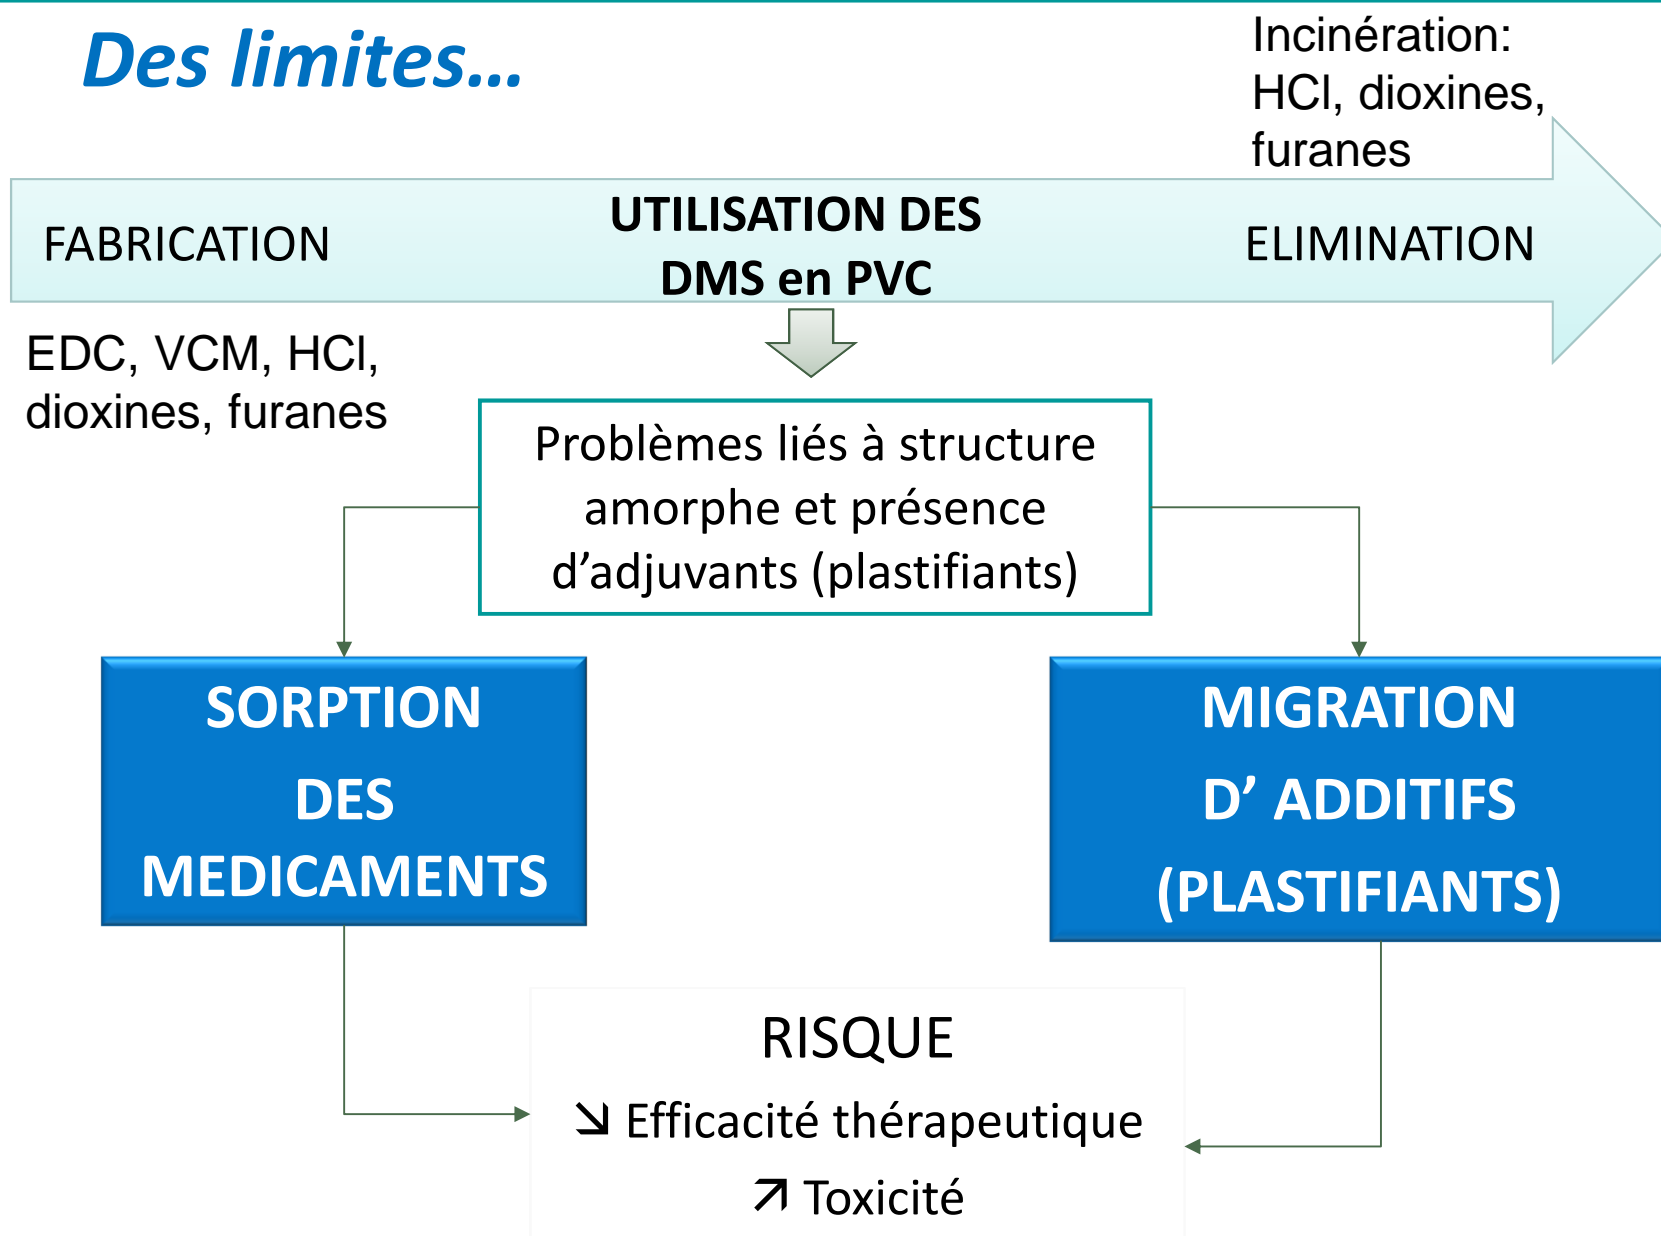 Des limites…
Incinération:
HCl, dioxines,
furanes
FABRICATION
UTILISATION DES
DMS en PVC
ELIMINATION
EDC, VCM, HCl,
dioxines, furanes
Problèmes liés à structure
amorphe et présence
d’adjuvants (plastifiants)
SORPTION
DES
MEDICAMENTS
MIGRATION
D’ ADDITIFS
(PLASTIFIANTS)
RISQUE
↘ Efficacité thérapeutique
↗ Toxicité